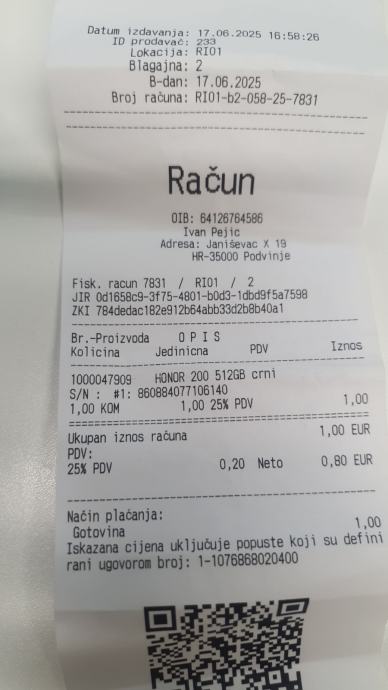 Datum izdavanja: 17.06.2025 16:58:26
ID prodavač: 233
Lokacija: RI01
Blagajna: 2
B-dan: 17.06.2025
Broj računa: RI01-b2-058-25-7831
Račun
OIB: 64126764586
Ivan Pejic
Adresa: Janiševac X 19
HR-35000 Podvinje
Fisk. racun 7831 / RI01 / 2
JIR 0d1658c9-3f75-4801-b0d3-1dbd9f5a7598
ZKI 784dedac182e912b64abb33d2b8b40a1
Br.-Proizvoda O P I S
Kolicina Jedinicna PDV Iznos
1000047909 HONOR 200 512GB crni
S/N : #1: 860884077106140
1,00 KOM 1,00 25% PDV 1,00
Ukupan iznos računa 1,00 EUR
PDV:
25% PDV 0,20 Neto 0,80 EUR
Način plaćanja:
Gotovina 1,00
Iskazana cijena uključuje popuste koji su defini
rani ugovorom broj: 1-1076868020400